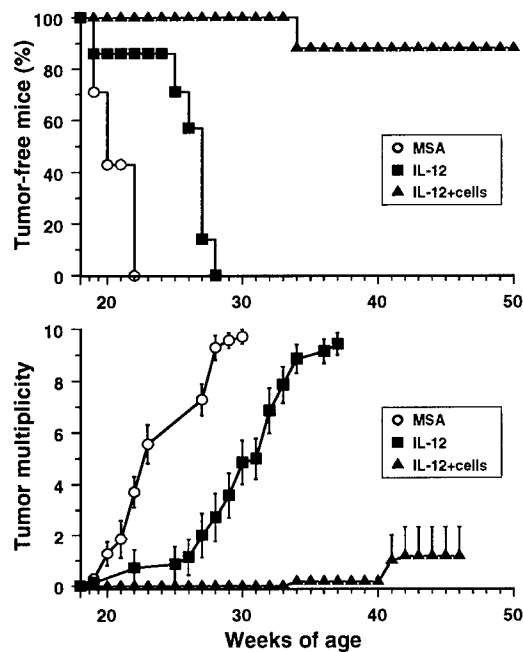 Tumor-free mice (%)
100
80
60
40
20
0
MSA
IL-12
IL-12+cells
20
30
40
50
Tumor multiplicity
10
8
6
4
2
0
MSA
IL-12
IL-12+cells
20
30
40
50
Weeks of age